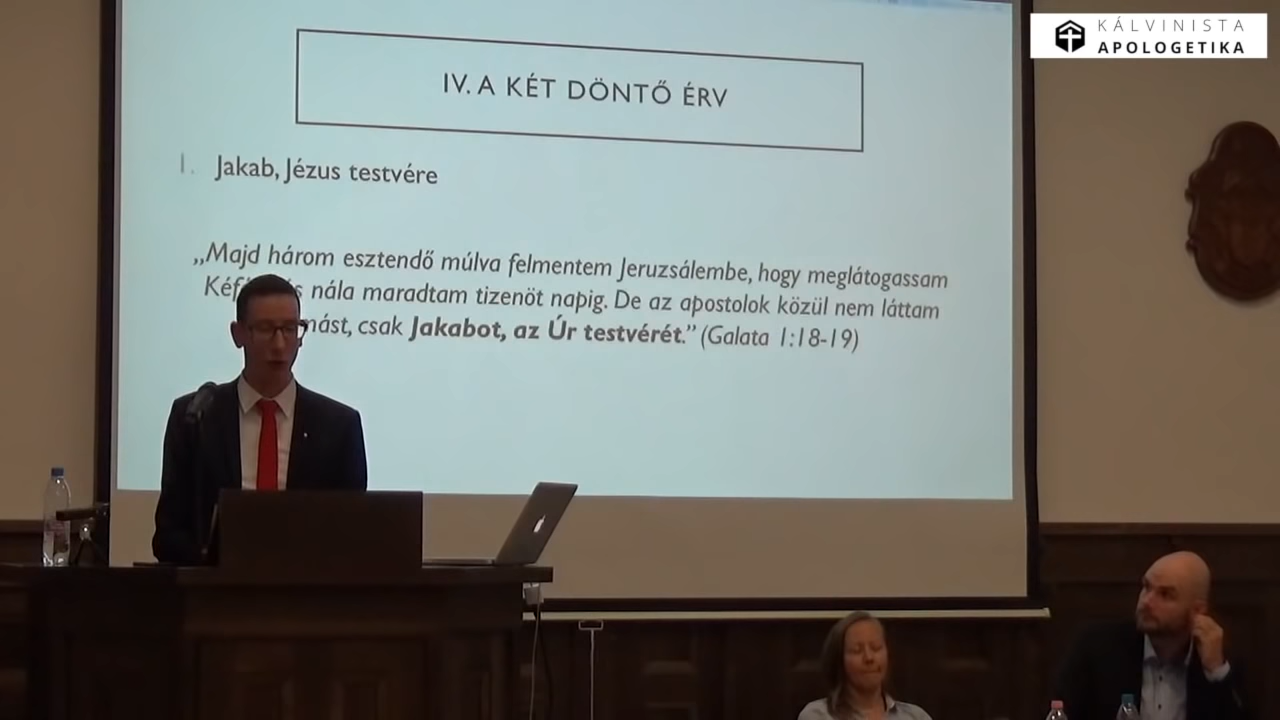 KÁLVINISTA
APOLOGETIKA
IV. A KÉT DÖNTŐ ÉRV
1. Jakab, Jézus testvére
„Majd három esztendő múlva felmentem Jeruzsálembe, hogy meglátogassam
nála maradtam tizenöt napig. De az apostolok közül nem láttam
csak Jakabot, az Úr testvérét.” (Galata 1:18-19)